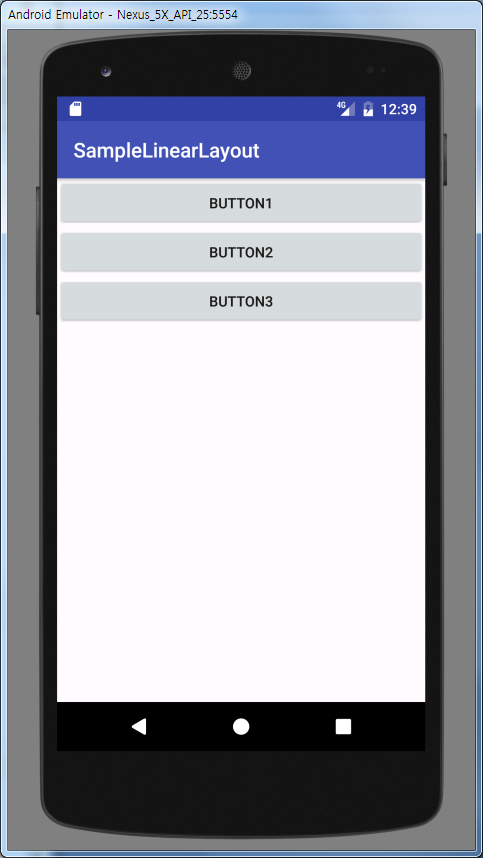 Android Emulator - Nexus_5X_API_25:5554
4G 12:39
SampleLinearLayout
BUTTON1
BUTTON2
BUTTON3